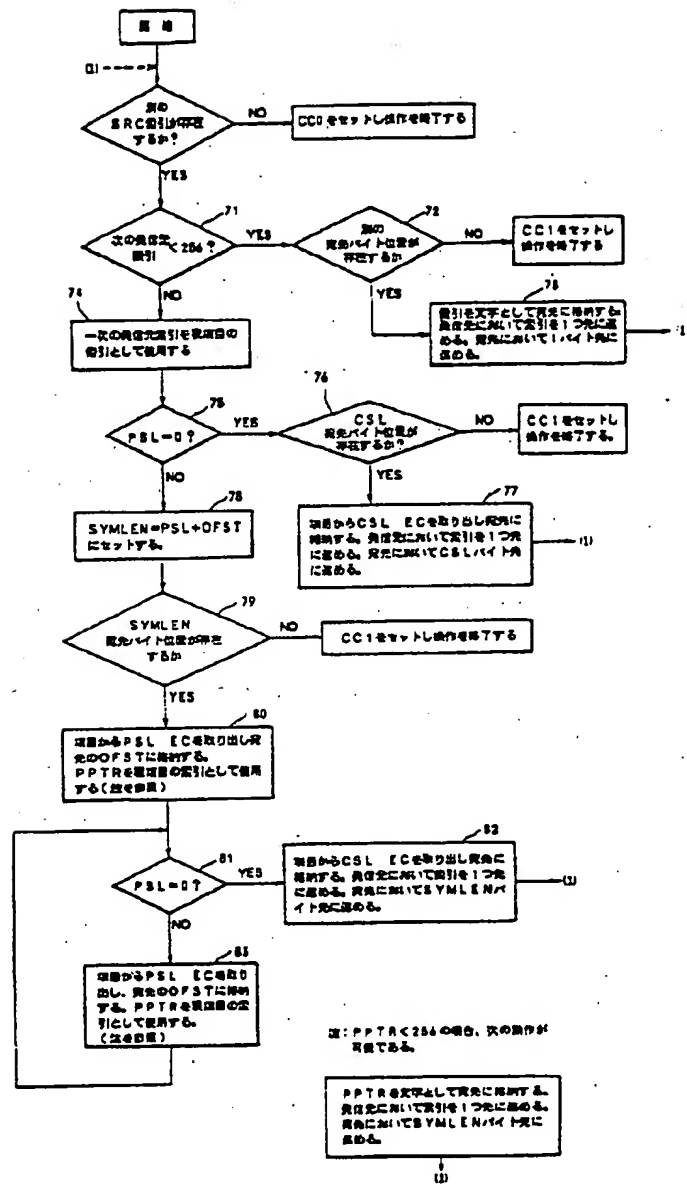 開始
(1)
別の
SRC索引が存在
するか?
NO
CC0をセットし操作を終了する
YES
71
次の発信元
索引 <256?
YES
72
別の
宛先バイト位置が
存在するか
NO
CC1をセットし
操作を終了する
YES
NO
74
一次の発信元索引を現項目の
索引として使用する
73
索引を文字として宛先に格納する。
発信元において索引を1つ先に進
める。宛先において1バイト先に
進める。
(1)
75
PSL=0?
YES
76
CSL
宛先バイト位置が
存在するか?
NO
CC1をセットし
操作を終了する。
YES
NO
78
SYMLEN=PSL+OFST
にセットする。
77
項目からCSL ECを取り出し宛先に
格納する。発信元において索引を1つ先
に進める。宛先においてCSLバイト先
に進める。
(1)
79
SYMLEN
宛先バイト位置が存在
するか
NO
CC1をセットし操作を終了する
YES
80
項目からPSL ECを取り出し宛
先のOFSTに格納する。
PPTRを現項目の索引として使用
する(注を参照)
81
PSL=0?
YES
82
項目からCSL ECを取り出し宛先に
格納する。発信元において索引を1つ先
に進める。宛先においてSYMLENバ
イト先に進める。
(1)
NO
83
項目からPSL ECを取り
出し、宛先のOFSTに格納
する。PPTRを現項目の索
引として使用する。
(注を参照)
注:PPTR<256の場合、次の動作が
可能である。
PPTRを文字として宛先に格納する。
発信元において索引を1つ先に進める。
宛先においてSYMLENバイト先に
進める。
(1)